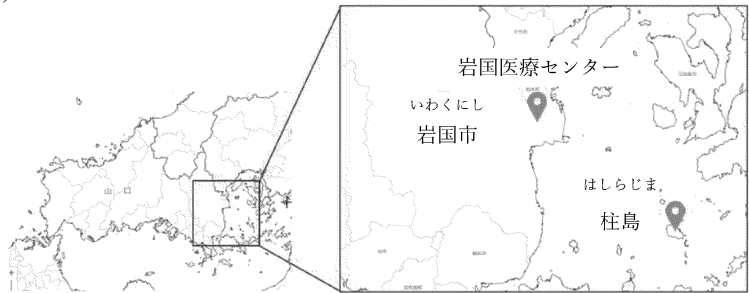 岩国医療センター
いわくにし
岩国市
はしらじま
柱島
山 口